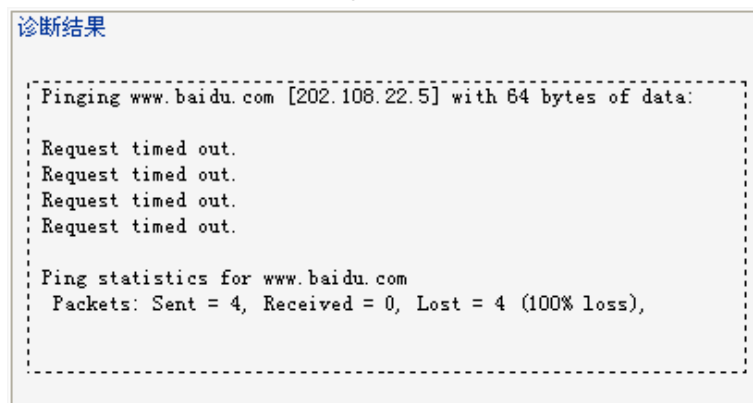 诊断结果
Pinging www.baidu.com [202.108.22.5] with 64 bytes of data:
Request timed out.
Request timed out.
Request timed out.
Request timed out.
Ping statistics for www.baidu.com
Packets: Sent = 4, Received = 0, Lost = 4 (100% loss),